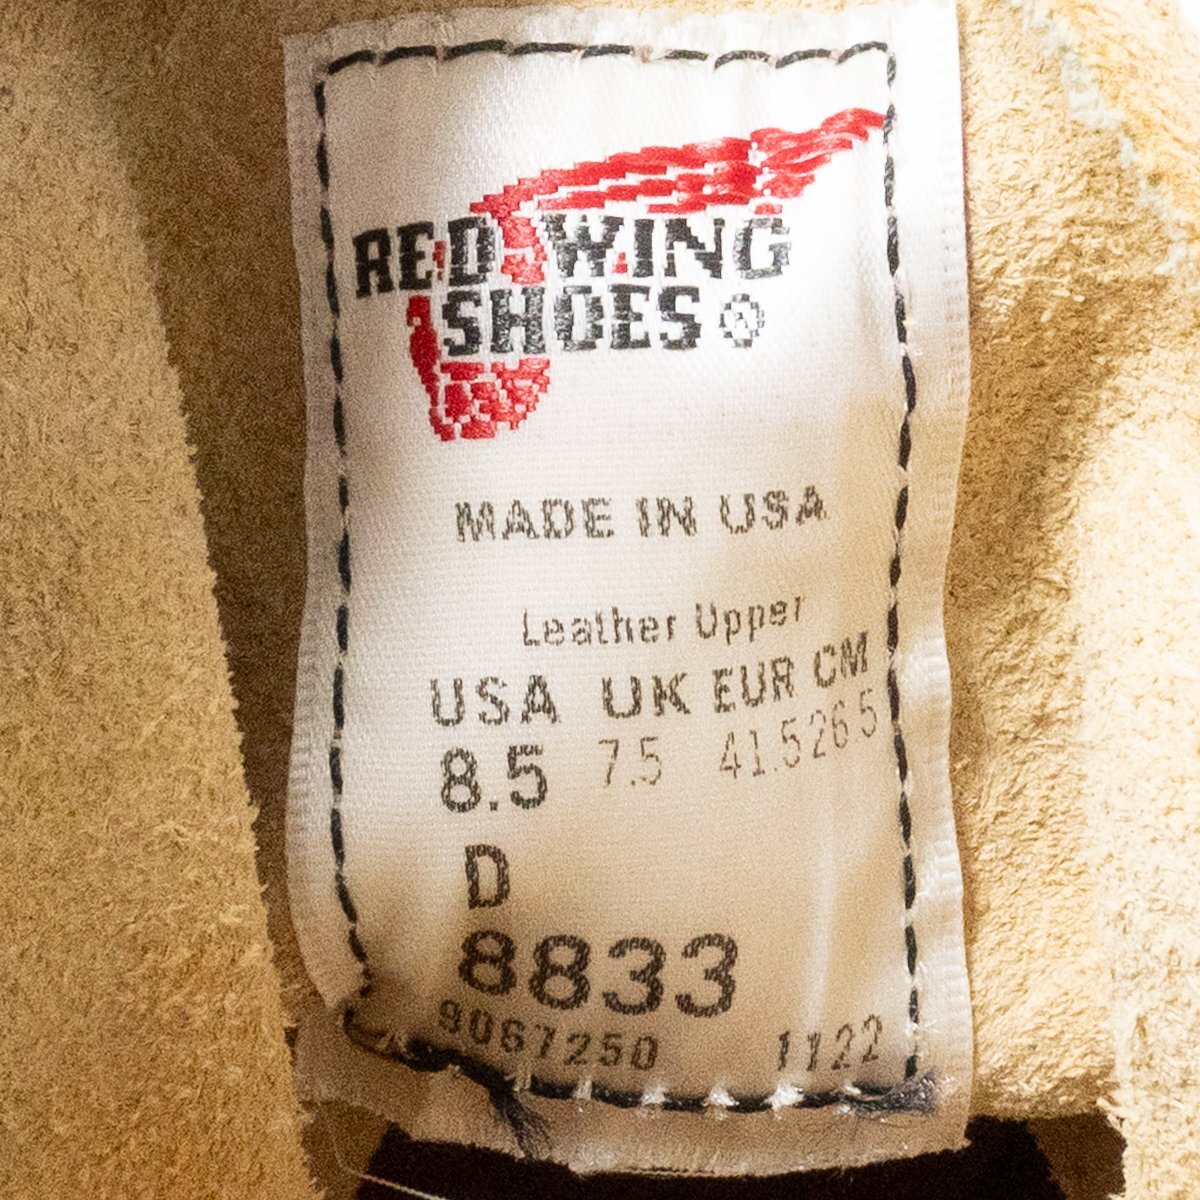 RED WING
SHOES ®
MADE IN USA
Leather Upper
USA UK EUR CM
8.5 7.5 41.5 26.5
D
8833
9067250 1122